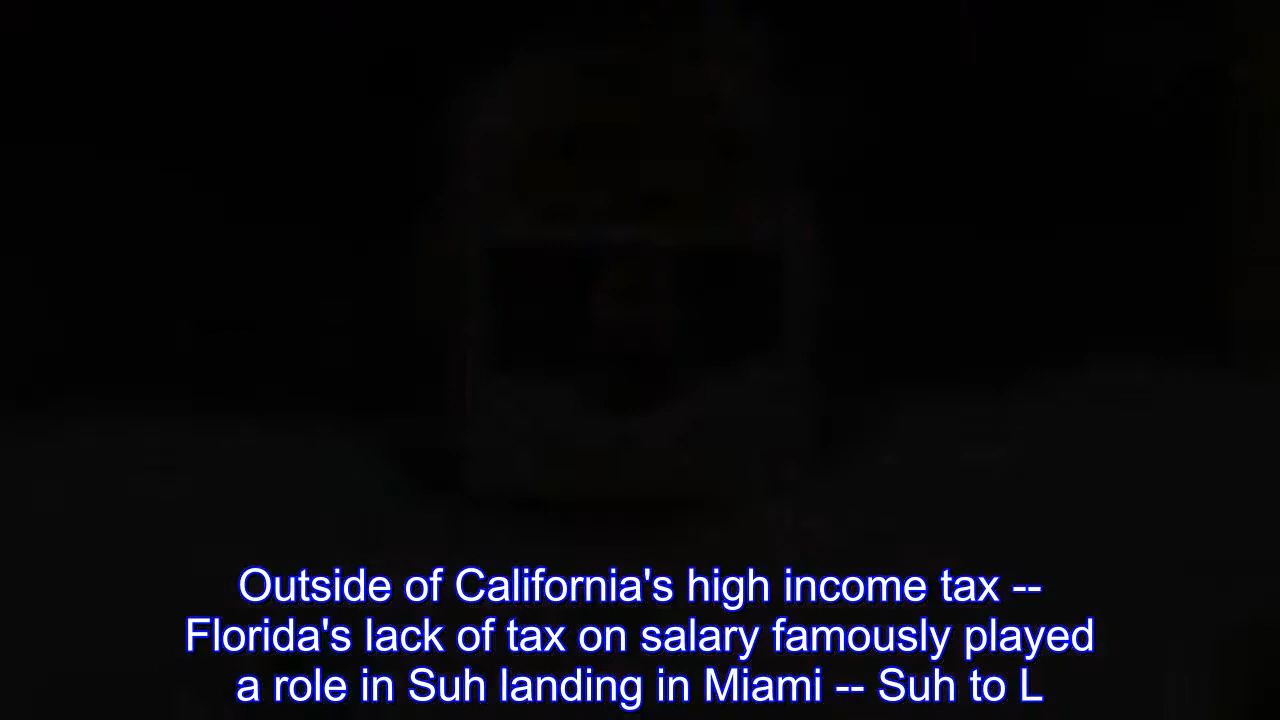 Outside of California's high income tax --
Florida's lack of tax on salary famously played
a role in Suh landing in Miami -- Suh to L